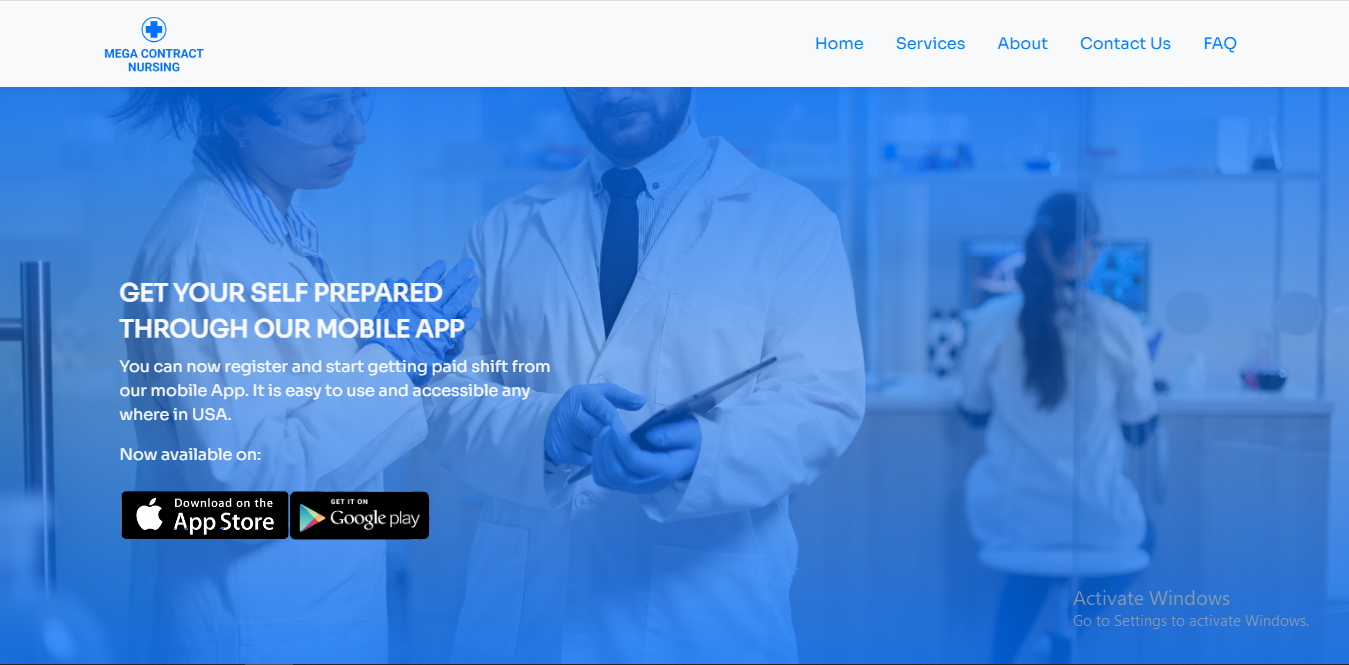 MEGA CONTRACT
NURSING
Home Services About Contact Us FAQ
GET YOUR SELF PREPARED
THROUGH OUR MOBILE APP
You can now register and start getting paid shift from
our mobile App. It is easy to use and accessible any
where in USA.
Now available on:
Download on the
App Store
GET IT ON
Google play
Activate Windows
Go to Settings to activate Windows.